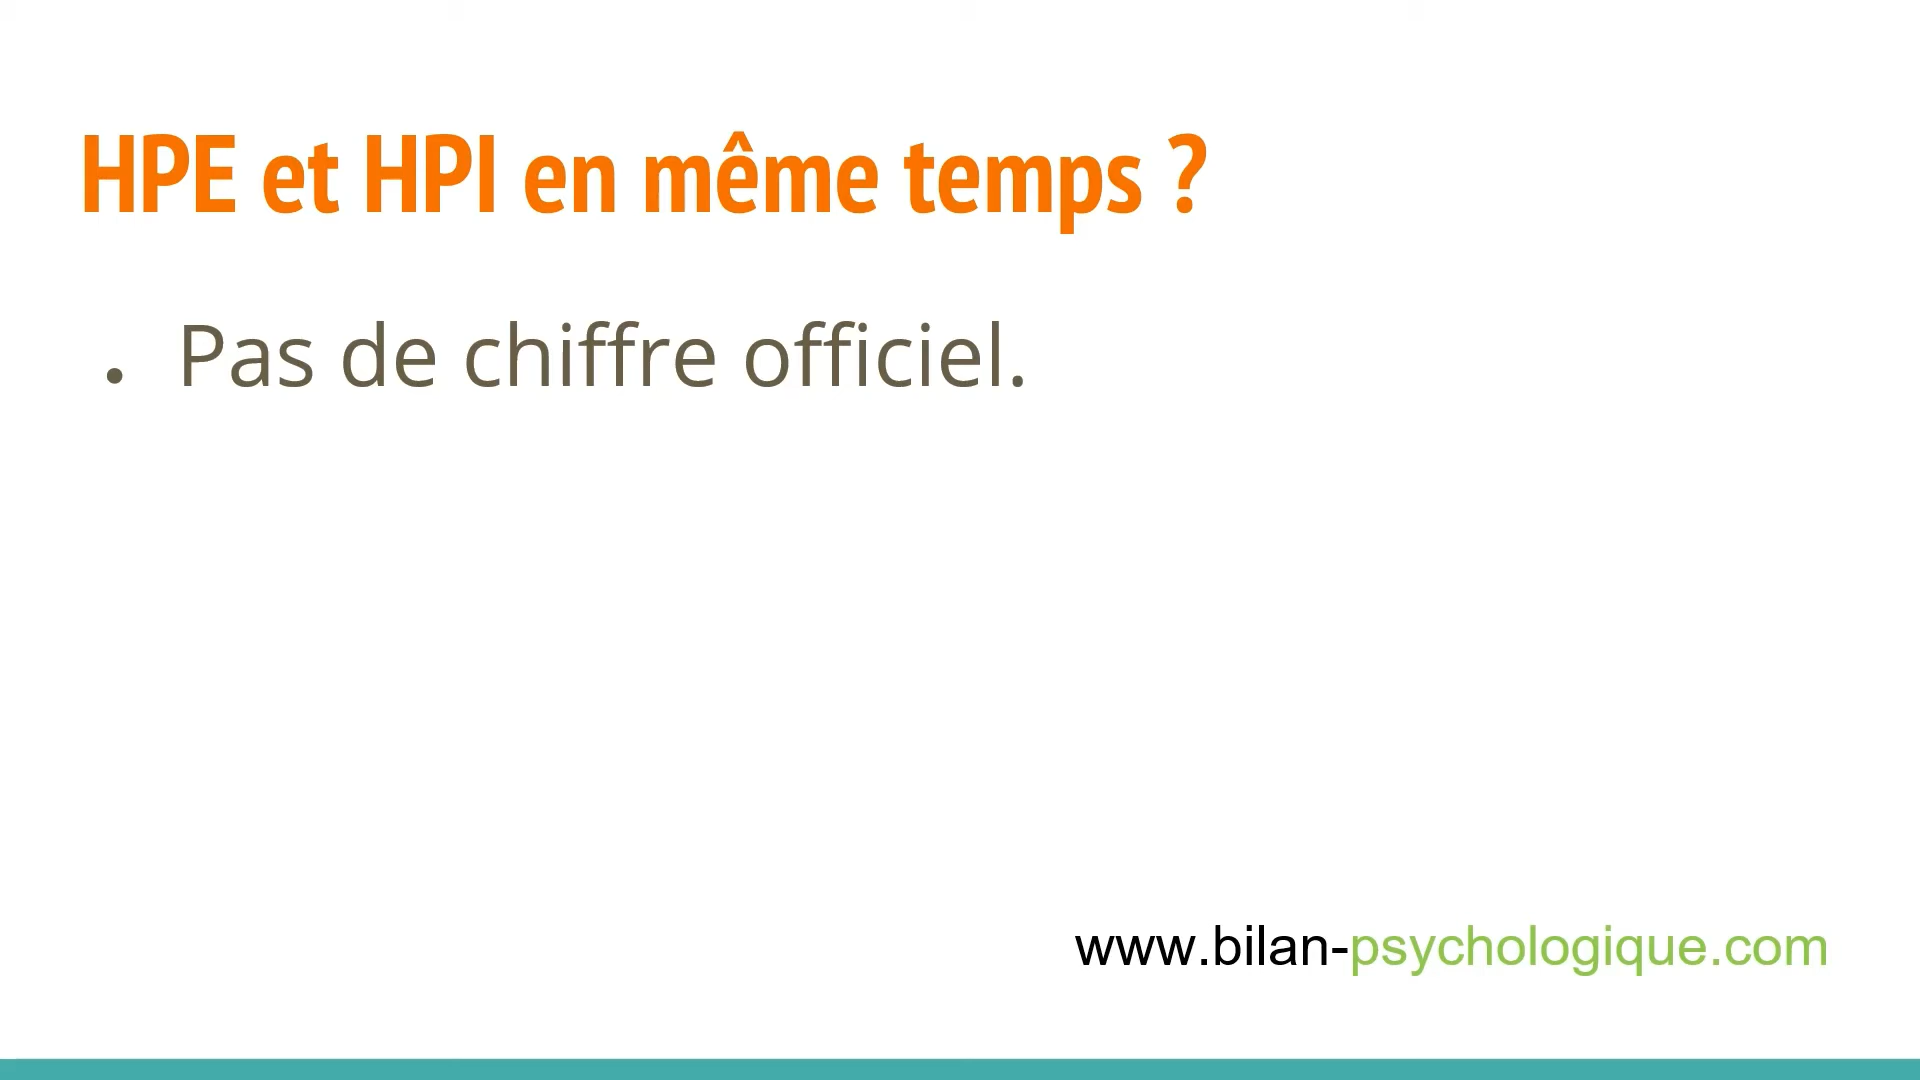 HPE et HPI en même temps ?
• Pas de chiffre officiel.
www.bilan-psychologique.com